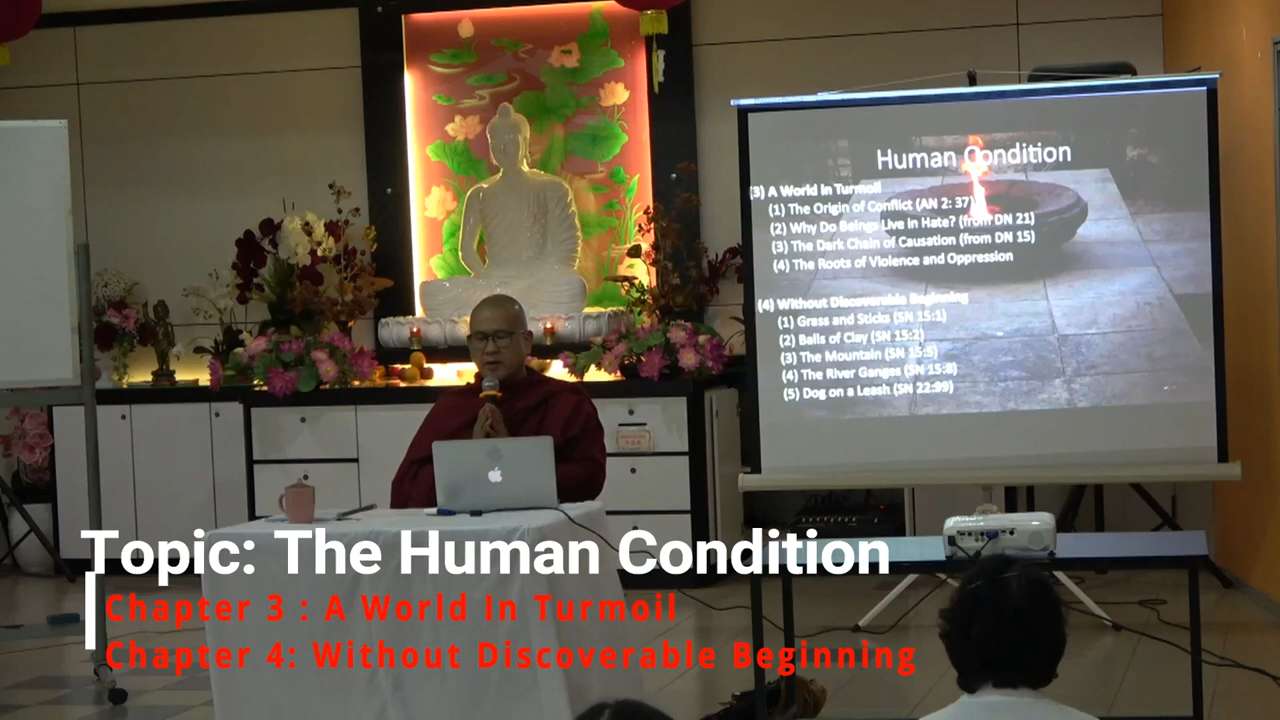 Human Condition
(3) A World in Turmoil
(1) The Origin of Conflict (AN 2: 37)
(2) Why Do Beings Live in Hate? (from DN 21)
(3) The Dark Chain of Causation (from DN 15)
(4) The Roots of Violence and Oppression
(4) Without Discoverable Beginning
(1) Grass and Sticks (SN 15:1)
(2) Balls of Clay (SN 15:2)
(3) The Mountain (SN 15:5)
(4) The River Ganges (SN 15:8)
(5) Dog on a Leash (SN 22:99)
Topic: The Human Condition
Chapter 3 : A World In Turmoil
Chapter 4: Without Discoverable Beginning